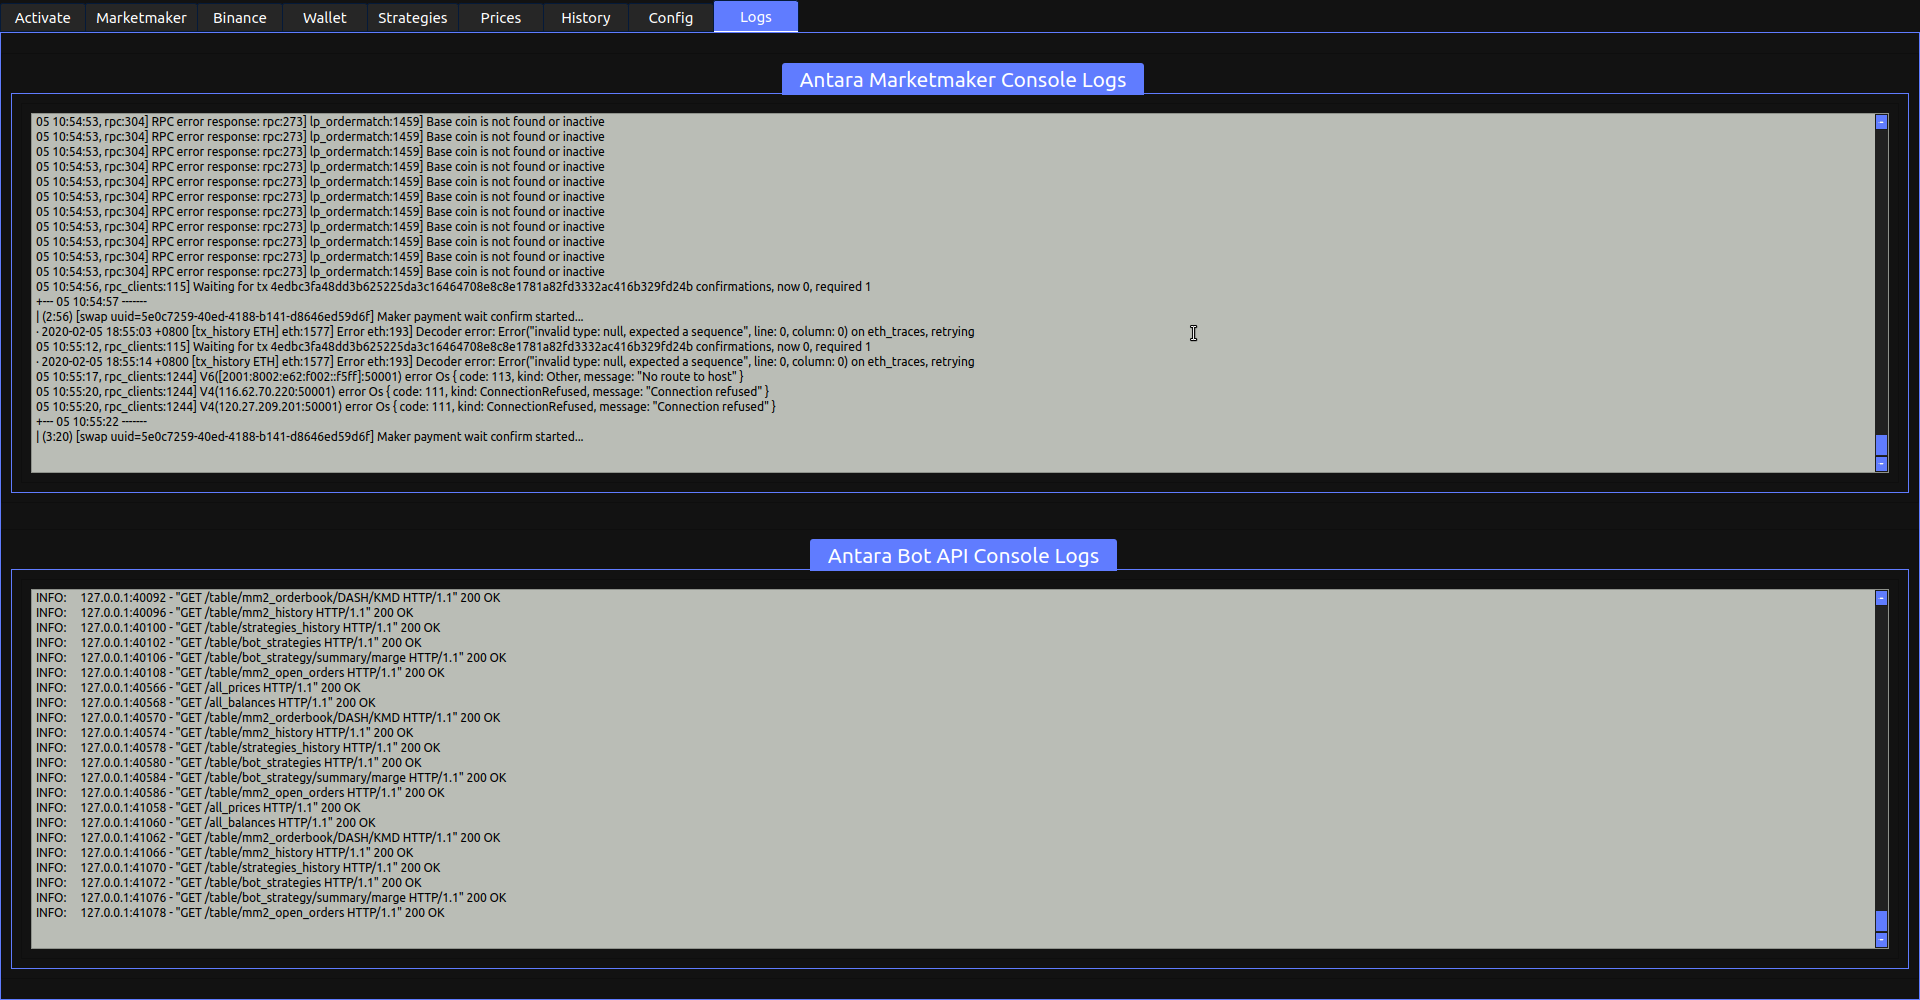 Activate Marketmaker Binance Wallet Strategies Prices History Config Logs
Antara Marketmaker Console Logs
05 10:54:53, rpc:304] RPC error response: rpc:273] lp_ordermatch:1459] Base coin is not found or inactive
05 10:54:53, rpc:304] RPC error response: rpc:273] lp_ordermatch:1459] Base coin is not found or inactive
05 10:54:53, rpc:304] RPC error response: rpc:273] lp_ordermatch:1459] Base coin is not found or inactive
05 10:54:53, rpc:304] RPC error response: rpc:273] lp_ordermatch:1459] Base coin is not found or inactive
05 10:54:53, rpc:304] RPC error response: rpc:273] lp_ordermatch:1459] Base coin is not found or inactive
05 10:54:53, rpc:304] RPC error response: rpc:273] lp_ordermatch:1459] Base coin is not found or inactive
05 10:54:53, rpc:304] RPC error response: rpc:273] lp_ordermatch:1459] Base coin is not found or inactive
05 10:54:53, rpc:304] RPC error response: rpc:273] lp_ordermatch:1459] Base coin is not found or inactive
05 10:54:53, rpc:304] RPC error response: rpc:273] lp_ordermatch:1459] Base coin is not found or inactive
05 10:54:53, rpc:304] RPC error response: rpc:273] lp_ordermatch:1459] Base coin is not found or inactive
05 10:54:53, rpc:304] RPC error response: rpc:273] lp_ordermatch:1459] Base coin is not found or inactive
05 10:54:56, rpc_clients:115] Waiting for tx 4edbc3fa48dd3b625225da3c16464708e8c8e1781a82fd3332ac416b329fd24b confirmations, now 0, required 1
+--- 05 10:54:57 -------
| (2:56) [swap uuid=5e0c7259-40ed-4188-b141-d8646ed59d6f] Maker payment wait confirm started...
· 2020-02-05 18:55:03 +0800 [tx_history ETH] eth:1577] Error eth:193] Decoder error: Error("invalid type: null, expected a sequence", line: 0, column: 0) on eth_traces, retrying
05 10:55:12, rpc_clients:115] Waiting for tx 4edbc3fa48dd3b625225da3c16464708e8c8e1781a82fd3332ac416b329fd24b confirmations, now 0, required 1
· 2020-02-05 18:55:14 +0800 [tx_history ETH] eth:1577] Error eth:193] Decoder error: Error("invalid type: null, expected a sequence", line: 0, column: 0) on eth_traces, retrying
05 10:55:17, rpc_clients:1244] V6([2001:8002:e62:f002::f5ff]:50001) error Os { code: 113, kind: Other, message: "No route to host" }
05 10:55:20, rpc_clients:1244] V4(116.62.70.220:50001) error Os { code: 111, kind: ConnectionRefused, message: "Connection refused" }
05 10:55:20, rpc_clients:1244] V4(120.27.209.201:50001) error Os { code: 111, kind: ConnectionRefused, message: "Connection refused" }
+--- 05 10:55:22 -------
| (3:20) [swap uuid=5e0c7259-40ed-4188-b141-d8646ed59d6f] Maker payment wait confirm started...
Antara Bot API Console Logs
INFO: 127.0.0.1:40092 - "GET /table/mm2_orderbook/DASH/KMD HTTP/1.1" 200 OK
INFO: 127.0.0.1:40096 - "GET /table/mm2_history HTTP/1.1" 200 OK
INFO: 127.0.0.1:40100 - "GET /table/strategies_history HTTP/1.1" 200 OK
INFO: 127.0.0.1:40102 - "GET /table/bot_strategies HTTP/1.1" 200 OK
INFO: 127.0.0.1:40106 - "GET /table/bot_strategy/summary/marge HTTP/1.1" 200 OK
INFO: 127.0.0.1:40108 - "GET /table/mm2_open_orders HTTP/1.1" 200 OK
INFO: 127.0.0.1:40566 - "GET /all_prices HTTP/1.1" 200 OK
INFO: 127.0.0.1:40568 - "GET /all_balances HTTP/1.1" 200 OK
INFO: 127.0.0.1:40570 - "GET /table/mm2_orderbook/DASH/KMD HTTP/1.1" 200 OK
INFO: 127.0.0.1:40574 - "GET /table/mm2_history HTTP/1.1" 200 OK
INFO: 127.0.0.1:40578 - "GET /table/strategies_history HTTP/1.1" 200 OK
INFO: 127.0.0.1:40580 - "GET /table/bot_strategies HTTP/1.1" 200 OK
INFO: 127.0.0.1:40584 - "GET /table/bot_strategy/summary/marge HTTP/1.1" 200 OK
INFO: 127.0.0.1:40586 - "GET /table/mm2_open_orders HTTP/1.1" 200 OK
INFO: 127.0.0.1:41058 - "GET /all_prices HTTP/1.1" 200 OK
INFO: 127.0.0.1:41060 - "GET /all_balances HTTP/1.1" 200 OK
INFO: 127.0.0.1:41062 - "GET /table/mm2_orderbook/DASH/KMD HTTP/1.1" 200 OK
INFO: 127.0.0.1:41066 - "GET /table/mm2_history HTTP/1.1" 200 OK
INFO: 127.0.0.1:41070 - "GET /table/strategies_history HTTP/1.1" 200 OK
INFO: 127.0.0.1:41072 - "GET /table/bot_strategies HTTP/1.1" 200 OK
INFO: 127.0.0.1:41076 - "GET /table/bot_strategy/summary/marge HTTP/1.1" 200 OK
INFO: 127.0.0.1:41078 - "GET /table/mm2_open_orders HTTP/1.1" 200 OK